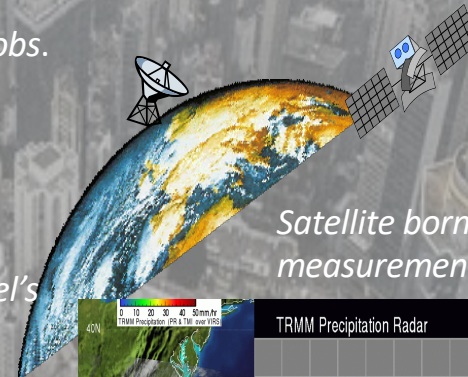 obs.
Satellite born
measuremen
el's
0 10 20 30 40 50mm/hr
TRMM Precipitation (PR & TMI over VIRS)
40N
TRMM Precipitation Radar